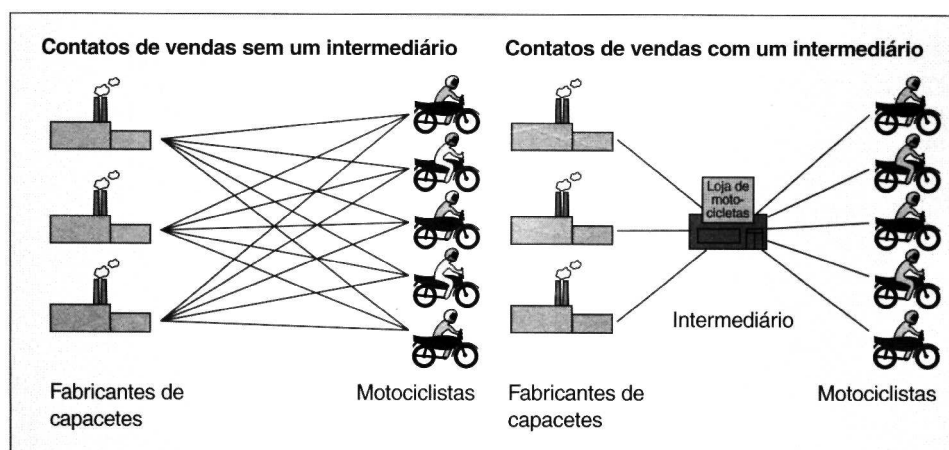 Contatos de vendas sem um intermediário
Contatos de vendas com um intermediário
Loja de
moto-
cicletas
Intermediário
Fabricantes de
capacetes
Motociclistas
Fabricantes de
capacetes
Motociclistas